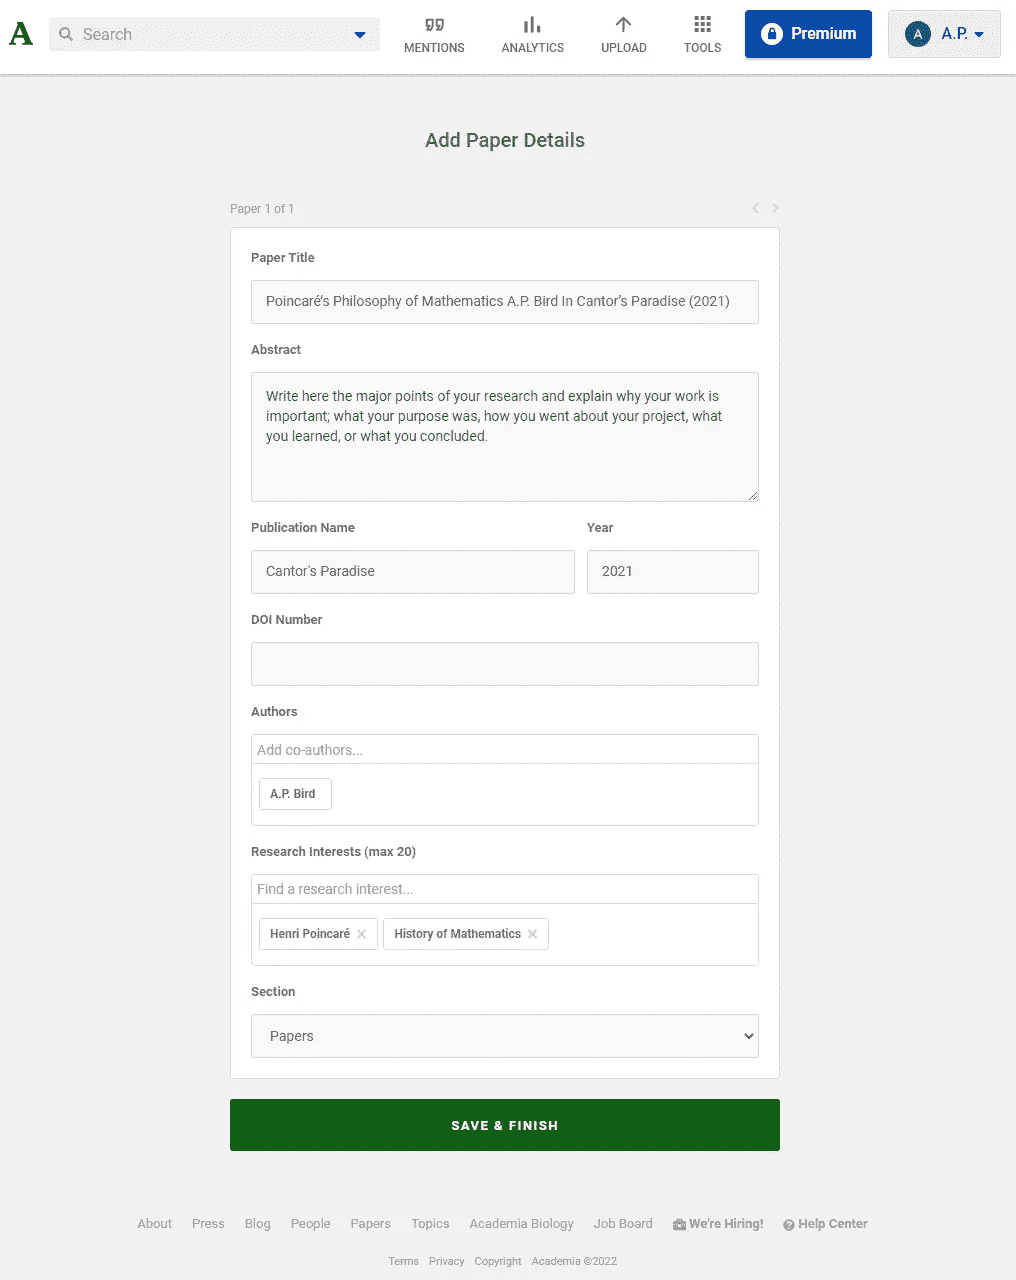 A
Search
MENTIONS
ANALYTICS
UPLOAD
TOOLS
Premium
A
A.P.
Add Paper Details
Paper 1 of 1
Paper Title
Poincaré's Philosophy of Mathematics A.P. Bird In Cantor's Paradise (2021)
Abstract
Write here the major points of your research and explain why your work is
important; what your purpose was, how you went about your project, what
you learned, or what you concluded.
Publication Name
Year
Cantor's Paradise
2021
DOI Number
Authors
Add co-authors...
A.P. Bird
Research Interests (max 20)
Find a research interest...
Henri Poincaré
History of Mathematics
Section
Papers
SAVE & FINISH
About Press Blog People Papers Topics Academia Biology Job Board We're Hiring! Help Center
Terms Privacy Copyright Academia ©2022